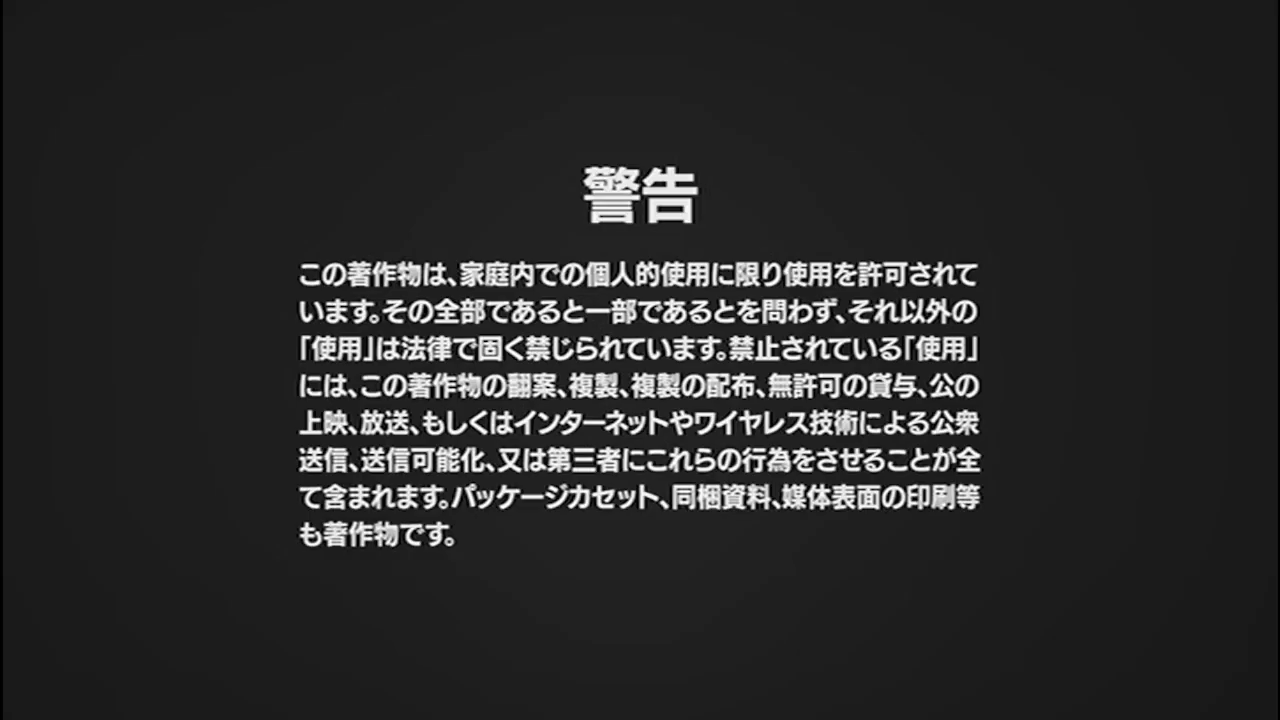 警告
この著作物は、家庭内での個人的使用に限り使用を許可されて
います。その全部であると一部であるとを問わず、それ以外の
「使用」は法律で固く禁じられています。禁止されている「使用」
には、この著作物の翻案、複製、複製の配布、無許可の貸与、公の
上映、放送、もしくはインターネットやワイヤレス技術による公衆
送信、送信可能化、又は第三者にこれらの行為をさせることが全
て含まれます。パッケージカセット、同梱資料、媒体表面の印刷等
も著作物です。